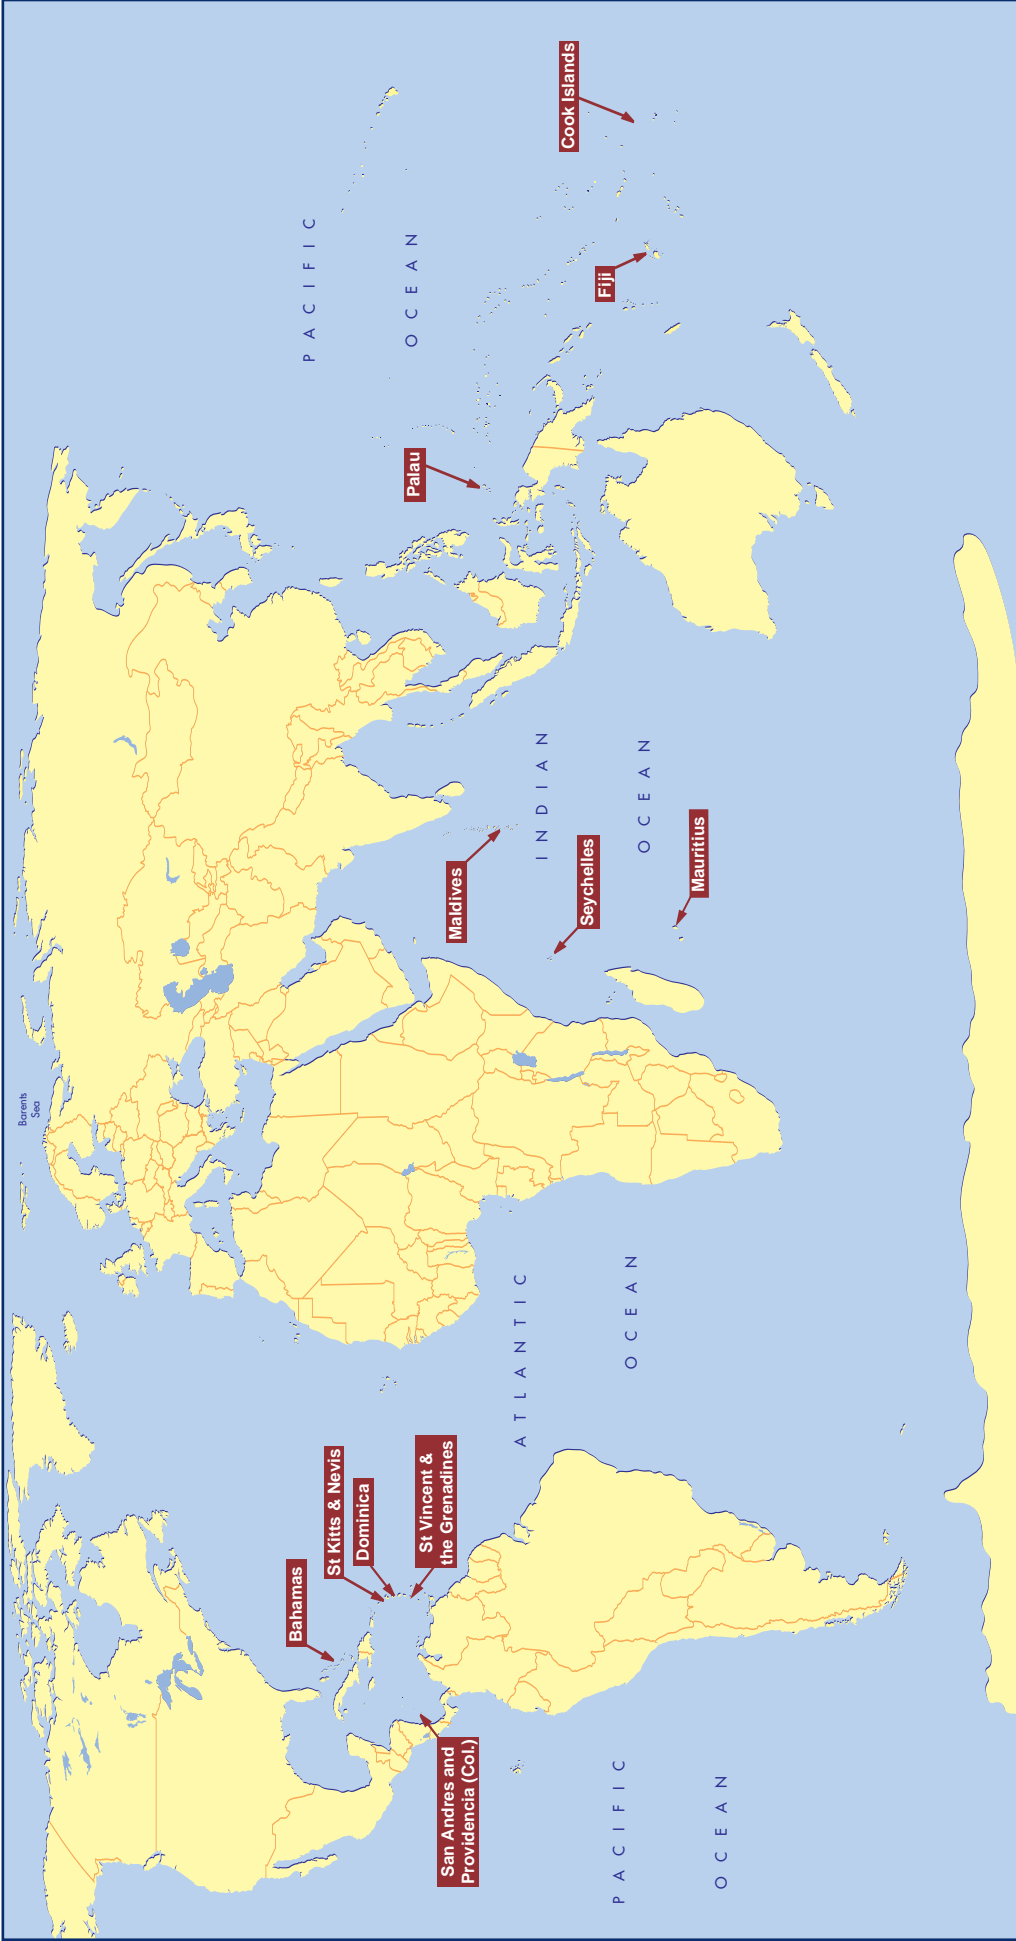 Barents
Sea
PACIFIC
OCEAN
Cook Islands
Fiji
Palau
Bahamas
St Kitts & Nevis
Dominica
St Vincent &
the Grenadines
San Andres and
Providencia (Col.)
Maldives
Seychelles
Mauritius
INDIAN
OCEAN
ATLANTIC
OCEAN
PACIFIC
OCEAN